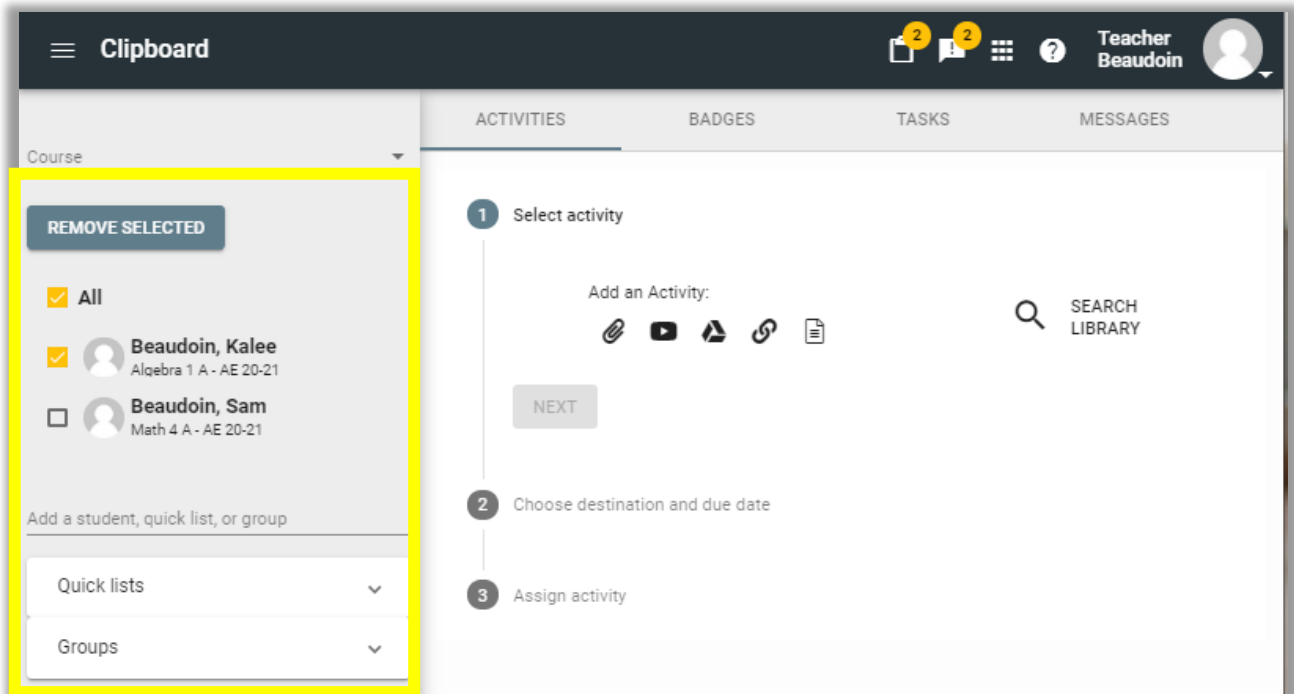 Clipboard
2
2
Teacher
Beaudoin
Course
REMOVE SELECTED
All
Beaudoin, Kalee
Algebra 1 A - AE 20-21
Beaudoin, Sam
Math 4 A - AE 20-21
Add a student, quick list, or group
Quick lists
Groups
ACTIVITIES BADGES TASKS MESSAGES
1 Select activity
Add an Activity:
SEARCH
LIBRARY
NEXT
2 Choose destination and due date
3 Assign activity